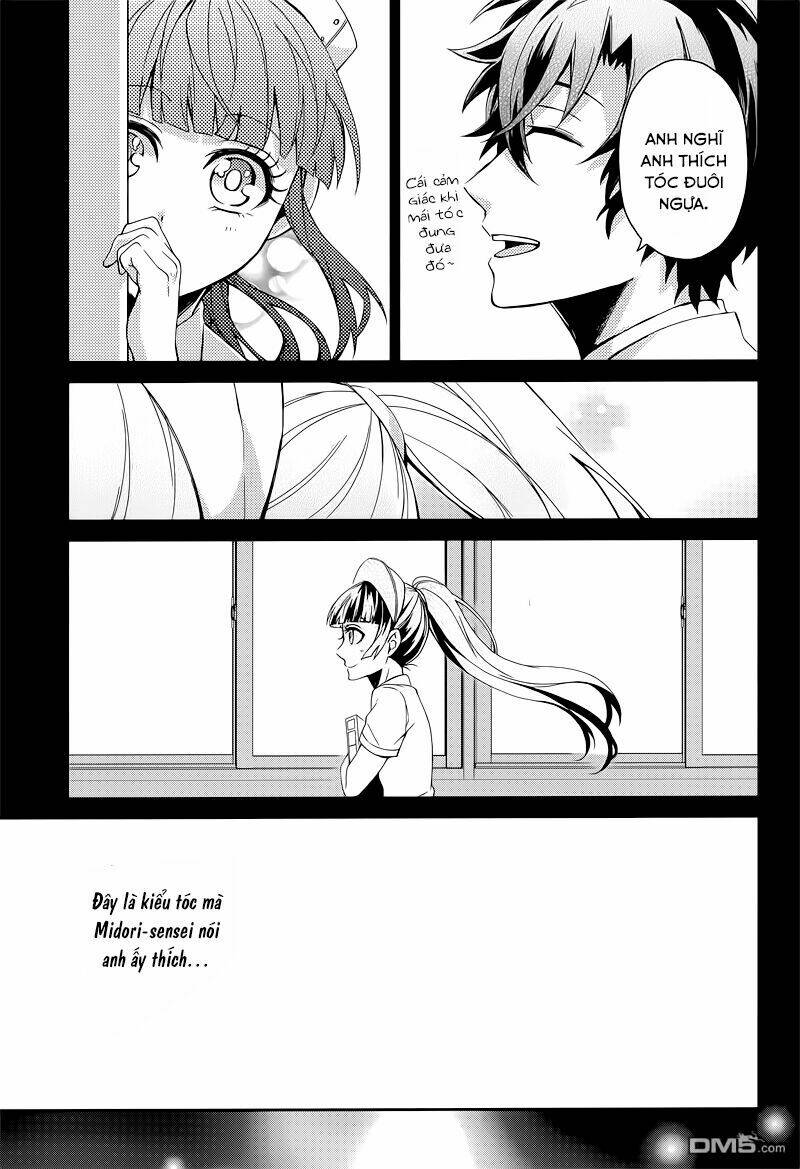 ANH NGHĨ
ANH THÍCH
TÓC ĐUÔI
NGỰA.
Cái cảm
giác khi
mái tóc
đung
đưa
đó~
Đây là kiểu tóc mà
Midori-sensei nói
anh ấy thích...
DM5.com